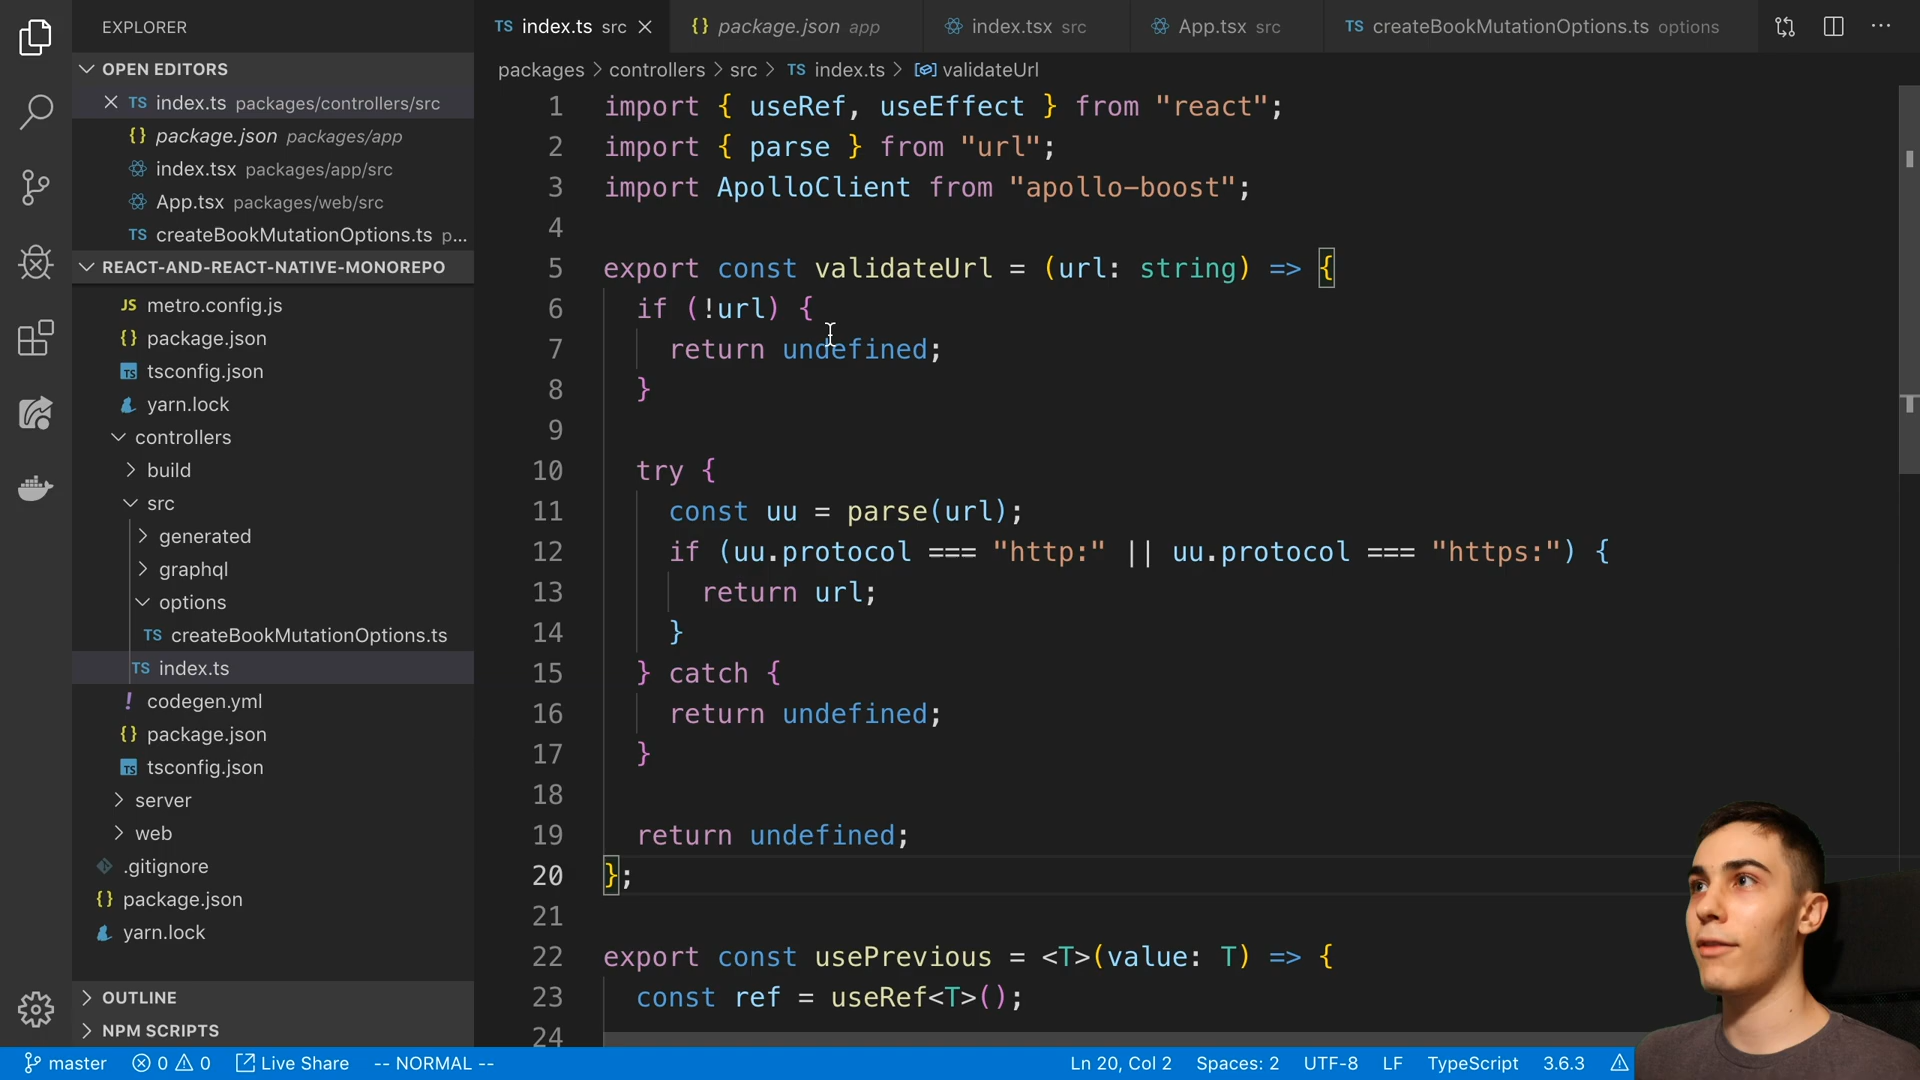 EXPLORER
OPEN EDITORS
TS index.ts packages/controllers/src
{} package.json packages/app
index.tsx packages/app/src
App.tsx packages/web/src
TS createBookMutationOptions.ts p...
REACT-AND-REACT-NATIVE-MONOREPO
JS metro.config.js
{} package.json
TS tsconfig.json
yarn.lock
controllers
build
src
generated
graphql
options
TS createBookMutationOptions.ts
TS index.ts
! codegen.yml
{} package.json
TS tsconfig.json
server
web
.gitignore
{} package.json
yarn.lock
OUTLINE
NPM SCRIPTS
TS index.ts src
{} package.json app
index.tsx src
App.tsx src
TS createBookMutationOptions.ts options
packages > controllers > src > TS index.ts > validateUrl
1 import { useRef, useEffect } from "react";
2 import { parse } from "url";
3 import ApolloClient from "apollo-boost";
4
5 export const validateUrl = (url: string) => {
6 if (!url) {
7 return undefined;
8 }
9
10 try {
11 const uu = parse(url);
12 if (uu.protocol === "http:" || uu.protocol === "https:") {
13 return url;
14 }
15 } catch {
16 return undefined;
17 }
18
19 return undefined;
20 };
21
22 export const usePrevious = <T>(value: T) => {
23 const ref = useRef<T>();
24
master 0 0 Live Share -- NORMAL -- Ln 20, Col 2 Spaces: 2 UTF-8 LF TypeScript 3.6.3